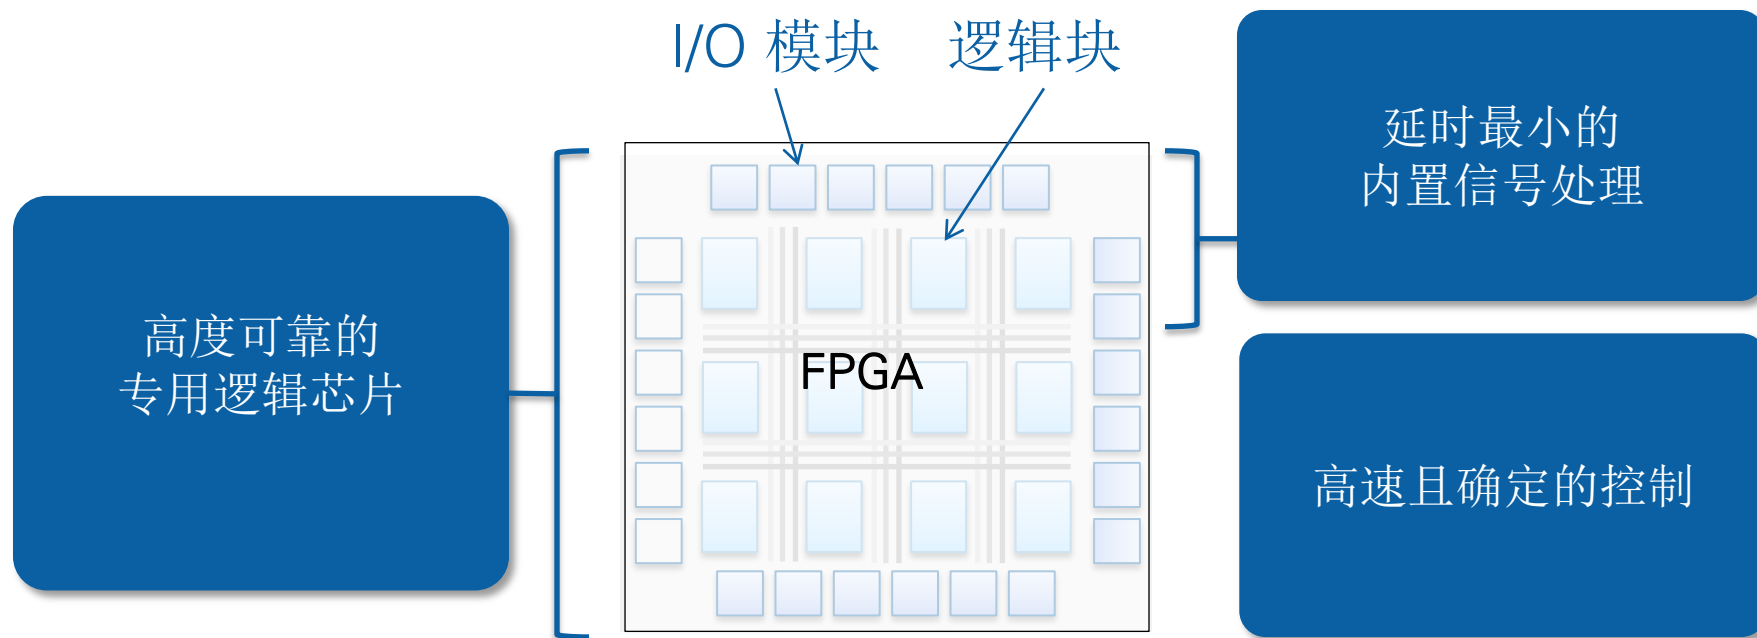 I/O 模块
逻辑块
高度可靠的
专用逻辑芯片
FPGA
延时最小的
内置信号处理
高速且确定的控制